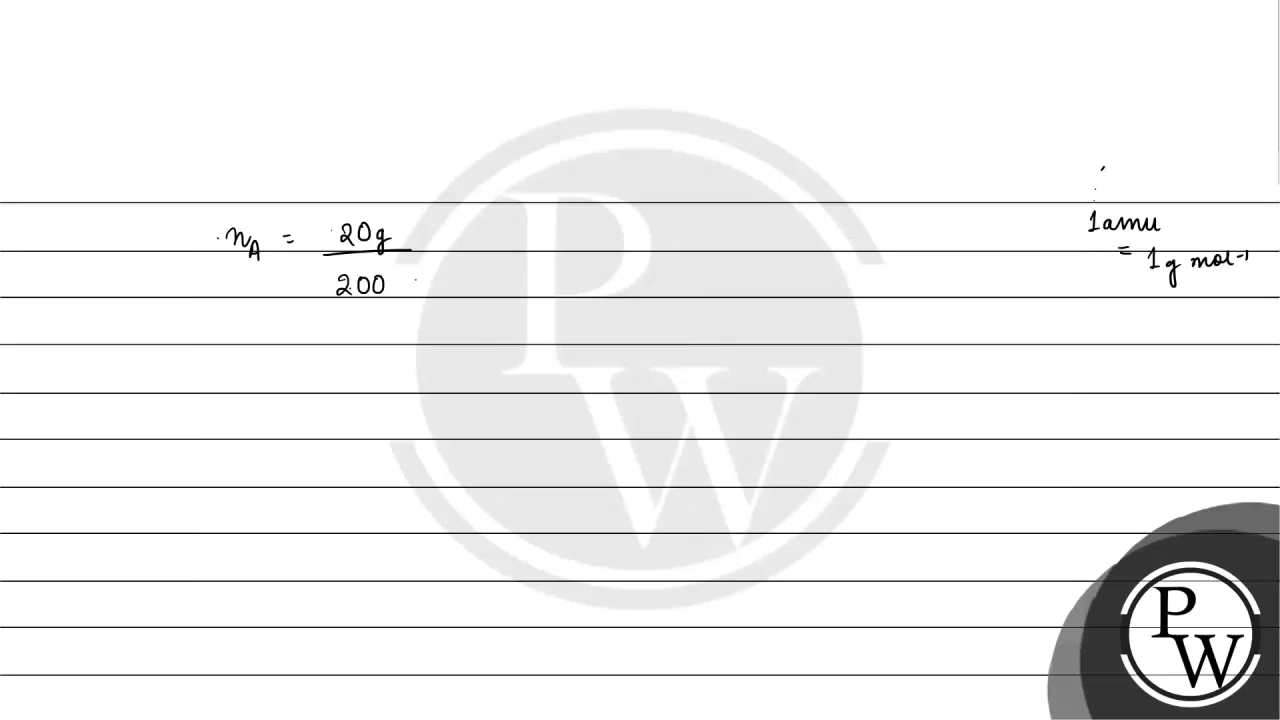 n_A = 20g
200
1amu
= 1g mol-1
P
W
P
W